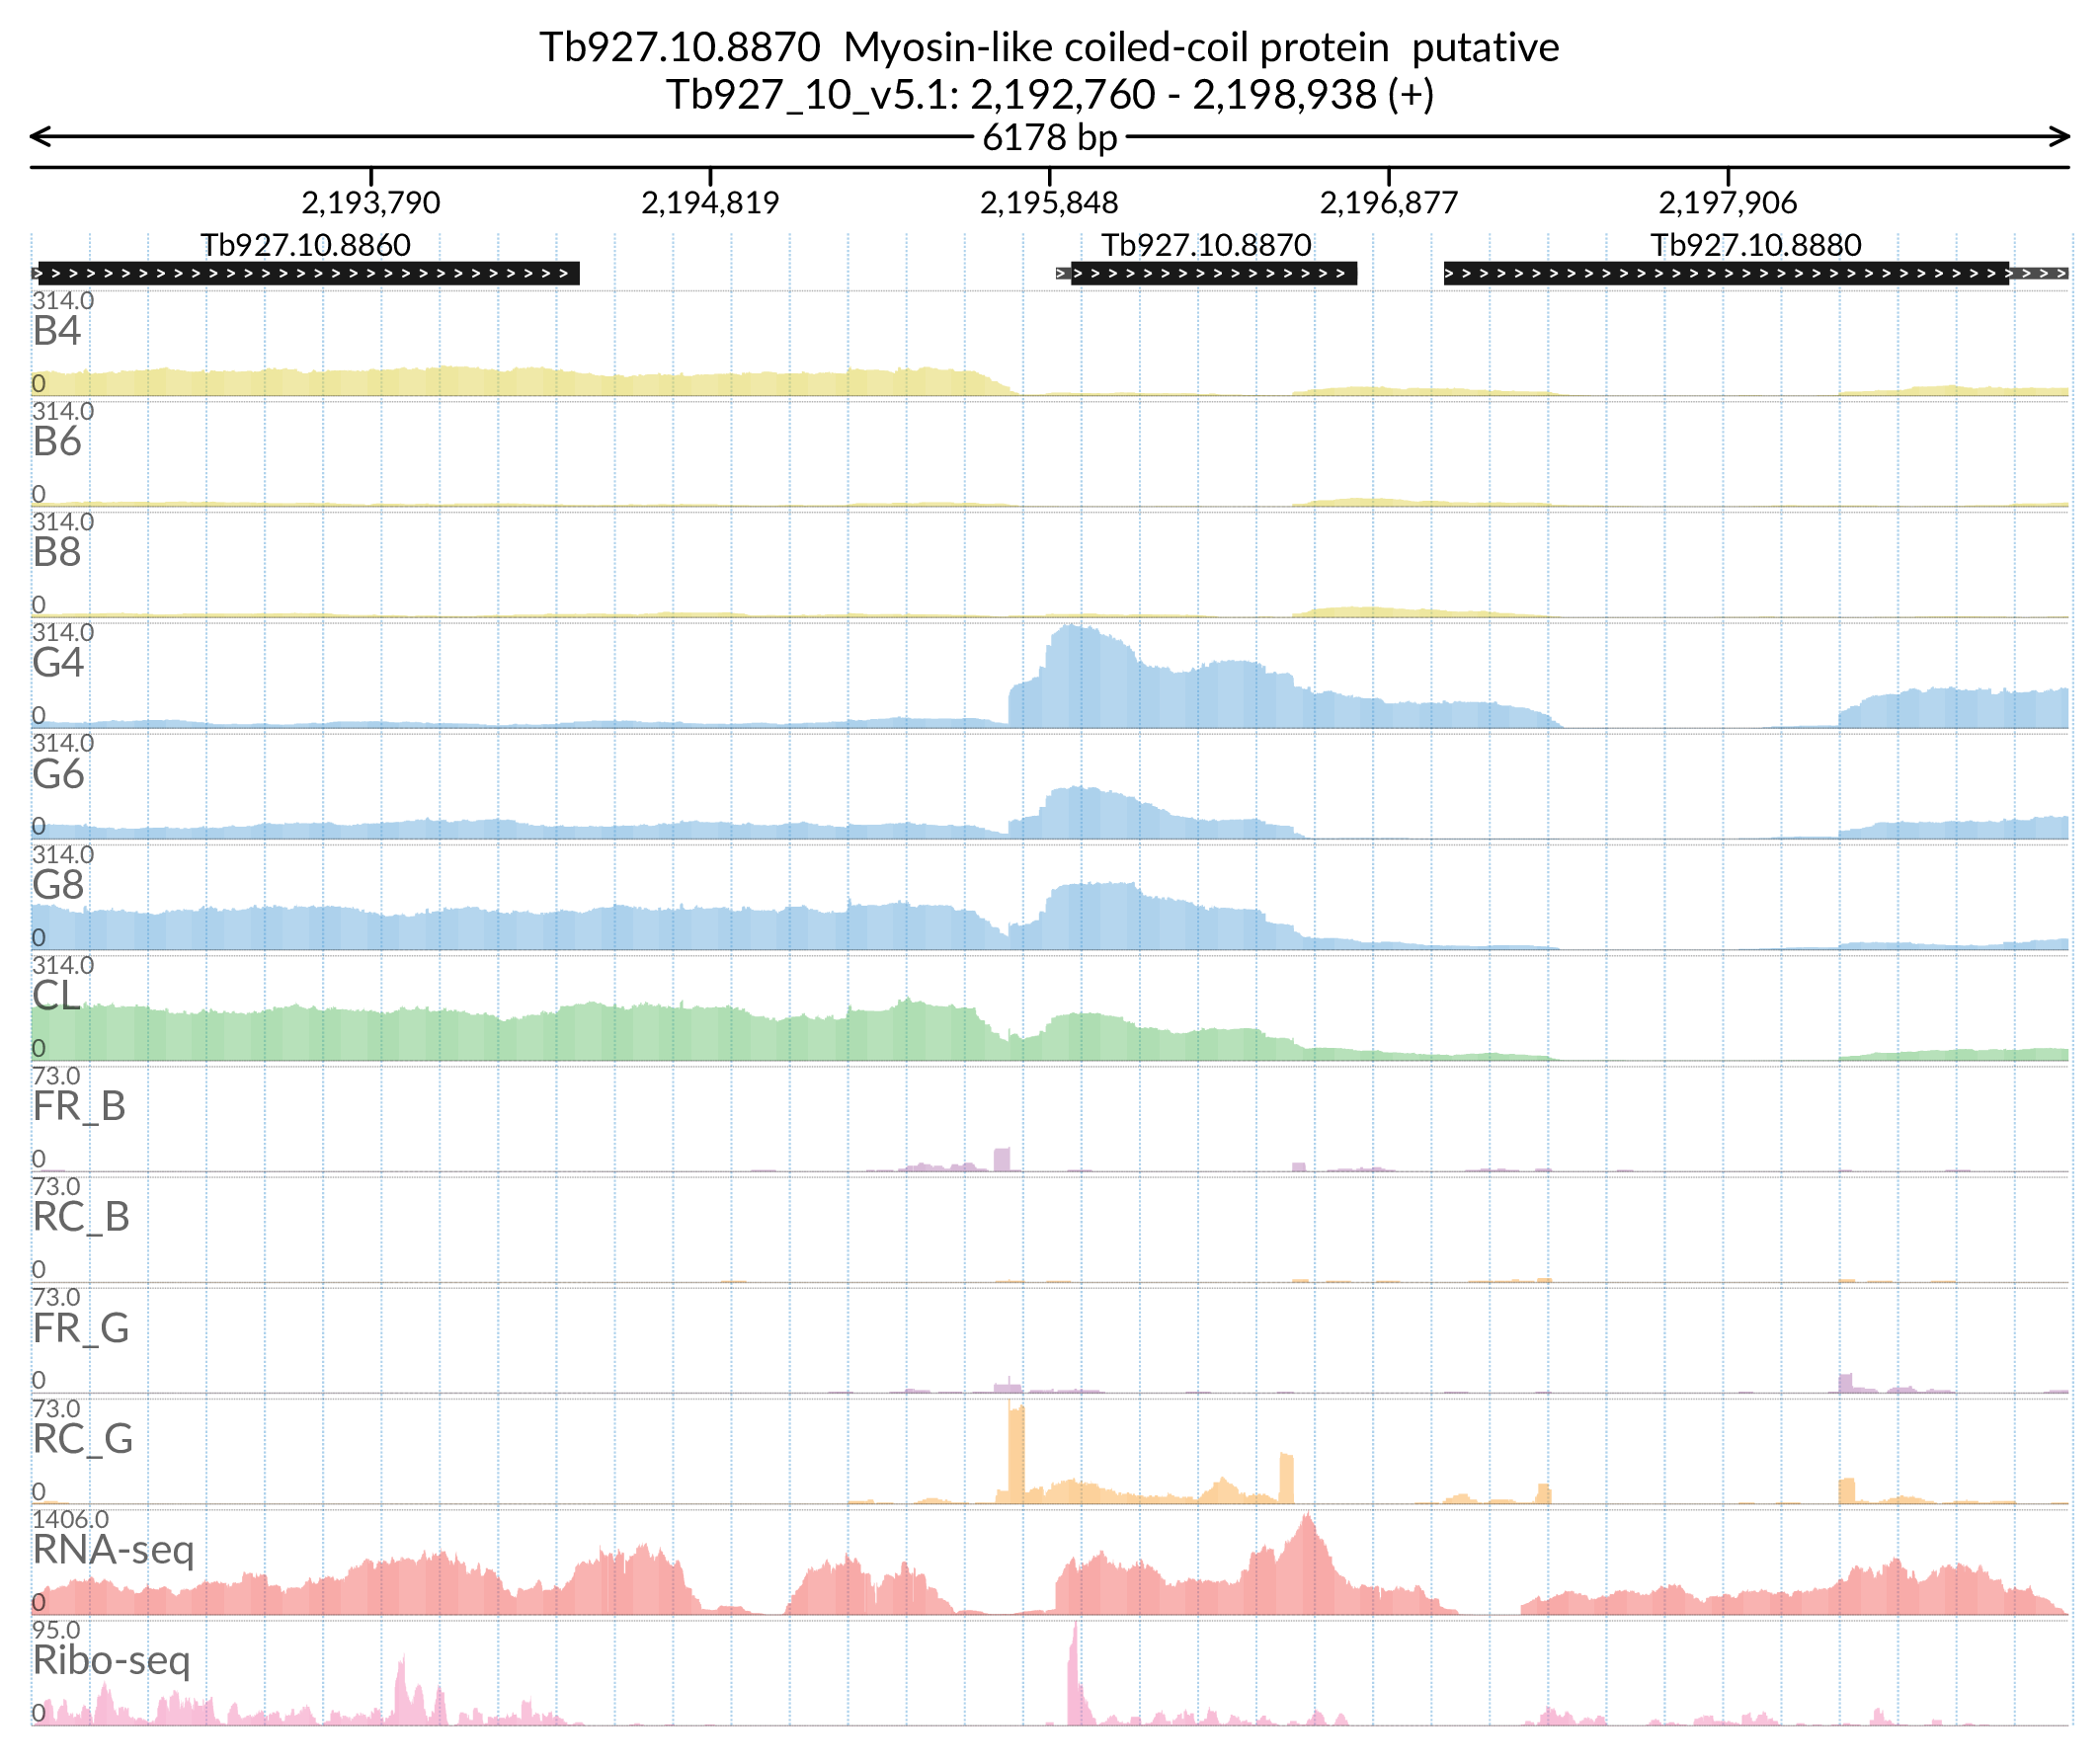 Tb927.10.8870 Myosin-like coiled-coil protein putative
Tb927_10_v5.1: 2,192,760 - 2,198,938 (+)
6178 bp
2,193,790 2,194,819 2,195,848 2,196,877 2,197,906
Tb927.10.8860 Tb927.10.8870 Tb927.10.8880
314.0
B4
0
314.0
B6
0
314.0
B8
0
314.0
G4
0
314.0
G6
0
314.0
G8
0
314.0
CL
0
73.0
FR_B
0
73.0
RC_B
0
73.0
FR_G
0
73.0
RC_G
0
1406.0
RNA-seq
0
95.0
Ribo-seq
0